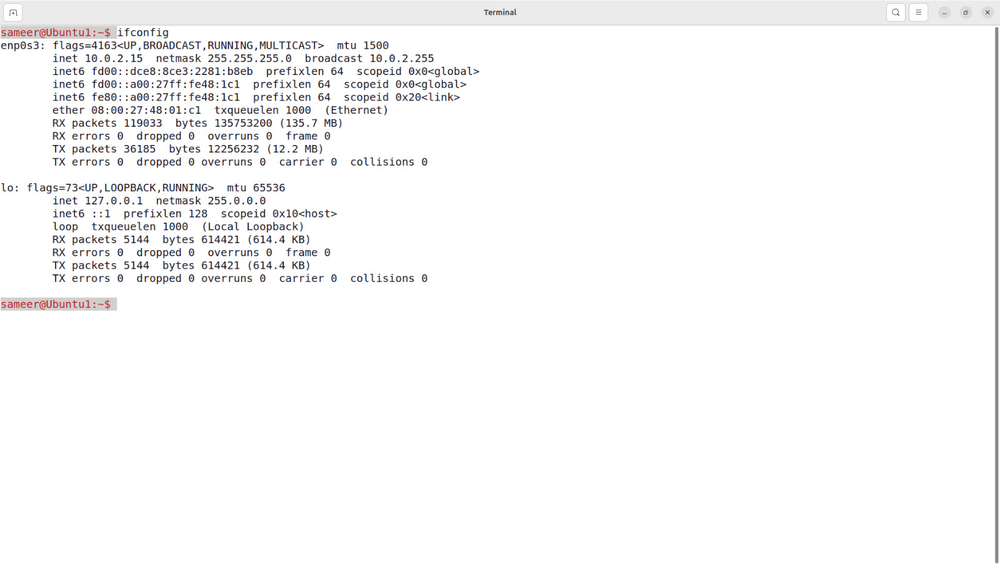 Terminal
sameer@Ubuntu1:~$ ifconfig
enp0s3: flags=4163<UP,BROADCAST,RUNNING,MULTICAST>  mtu 1500
        inet 10.0.2.15  netmask 255.255.255.0  broadcast 10.0.2.255
        inet6 fd00::dce8:8ce3:2281:b8eb  prefixlen 64  scopeid 0x0<global>
        inet6 fd00::a00:27ff:fe48:1c1  prefixlen 64  scopeid 0x0<global>
        inet6 fe80::a00:27ff:fe48:1c1  prefixlen 64  scopeid 0x20<link>
        ether 08:00:27:48:01:c1  txqueuelen 1000  (Ethernet)
        RX packets 119033  bytes 135753200 (135.7 MB)
        RX errors 0  dropped 0  overruns 0  frame 0
        TX packets 36185  bytes 12256232 (12.2 MB)
        TX errors 0  dropped 0 overruns 0  carrier 0  collisions 0

lo: flags=73<UP,LOOPBACK,RUNNING>  mtu 65536
        inet 127.0.0.1  netmask 255.0.0.0
        inet6 ::1  prefixlen 128  scopeid 0x10<host>
        loop  txqueuelen 1000  (Local Loopback)
        RX packets 5144  bytes 614421 (614.4 KB)
        RX errors 0  dropped 0  overruns 0  frame 0
        TX packets 5144  bytes 614421 (614.4 KB)
        TX errors 0  dropped 0 overruns 0  carrier 0  collisions 0

sameer@Ubuntu1:~$